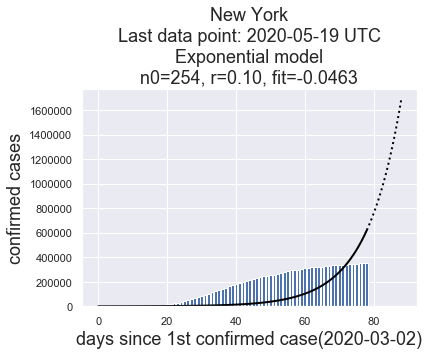 New York
Last data point: 2020-05-19 UTC
Exponential model
n0=254, r=0.10, fit=-0.0463
1600000
1400000
1200000
1000000
800000
600000
400000
200000
0
confirmed cases
0 20 40 60 80
days since 1st confirmed case(2020-03-02)